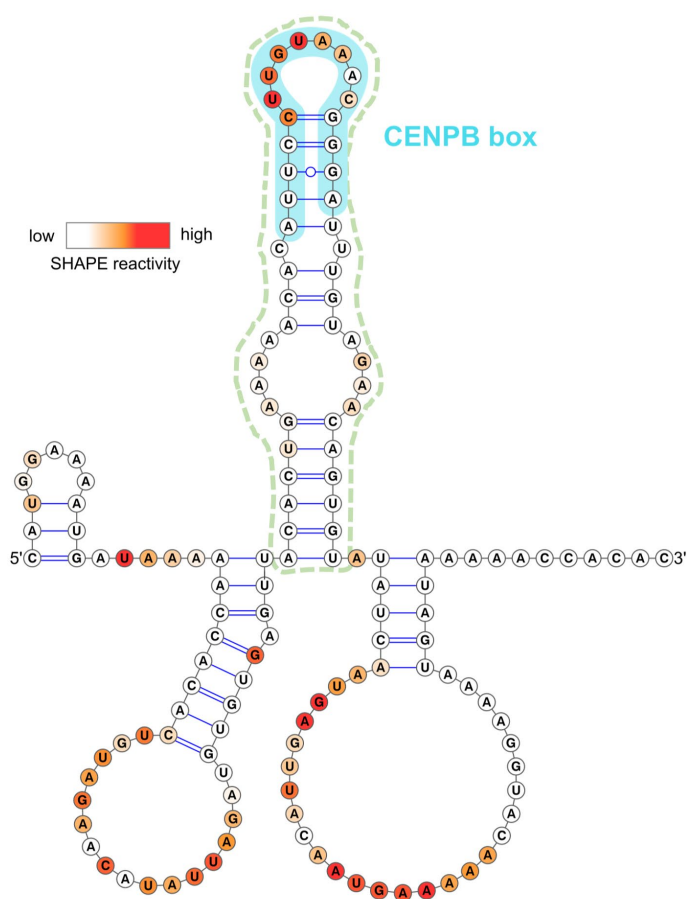 CENPB box
low high
SHAPE reactivity
5' C A U G G A A A A U G A U A A A A A C C A C A C U G U A G A A C A U A U U A G A U G U G U G A G U U A C A C U G A A A A A C A C A U U C C U U G U A A A C G G G A U U U G U A G A A C A G U G U A U A U C A A U G A G U U A C A A U G A A A A A C A U G G A A A A U G A U A A A A A C C A C A C 3'